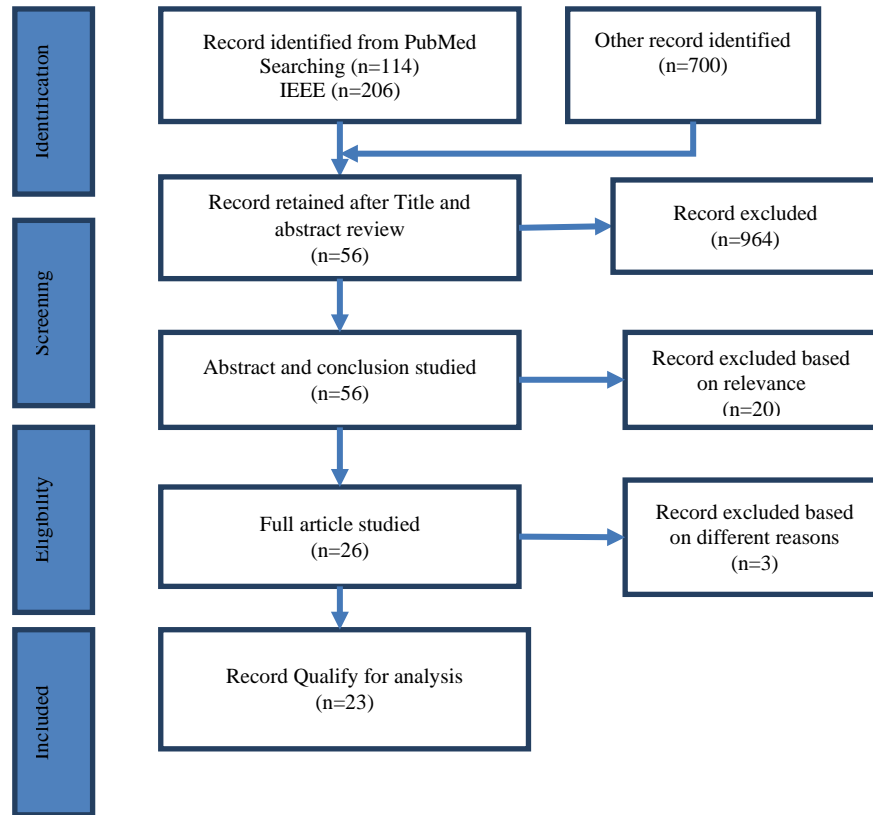 Identification
Record identified from PubMed
Searching (n=114)
IEEE (n=206)
Other record identified
(n=700)
Record retained after Title and
abstract review
(n=56)
Record excluded
(n=964)
Screening
Abstract and conclusion studied
(n=56)
Record excluded based
on relevance
(n=20)
Eligibility
Full article studied
(n=26)
Record excluded based
on different reasons
(n=3)
Included
Record Qualify for analysis
(n=23)